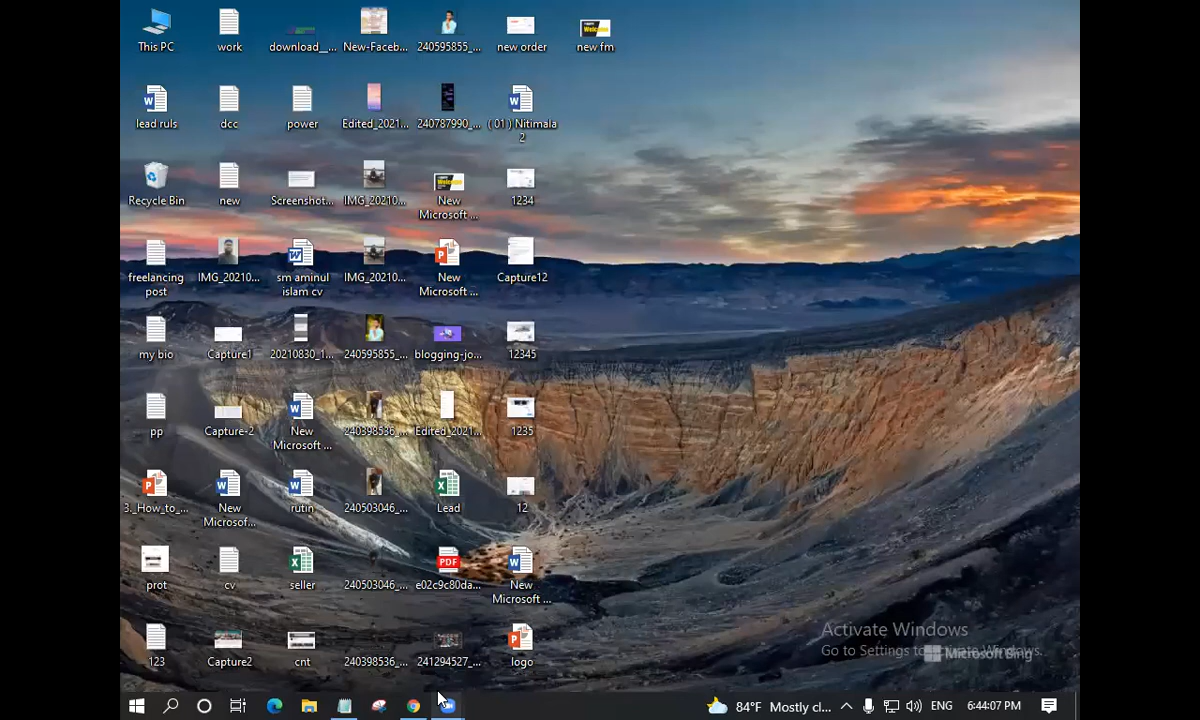 This PC
work
download__...
New-Faceb...
240595855_...
new order
new fm
lead ruls
dcc
power
Edited_2021...
240787990_...
( 01 ) Nitimala
2
Recycle Bin
new
Screenshot...
IMG_20210...
New
Microsoft ...
1234
freelancing
post
IMG_20210...
sm aminul
islam cv
IMG_20210...
New
Microsoft ...
Capture12
my bio
Capture1
20210830_1...
240595855_...
blogging-jo...
12345
pp
Capture-2
New
Microsoft ...
240398536_...
Edited_2021...
1235
3._How_to_...
New
Microsof...
rutin
240503046_...
Lead
12
prot
cv
seller
240503046_...
PDF
e02c9c80da...
New
Microsoft ...
123
Capture2
cnt
240398536_...
241294527_...
logo
Activate Windows
Go to Settings to Activate Windows.
Microsoft Bing
84°F Mostly cl...
ENG
6:44:07 PM